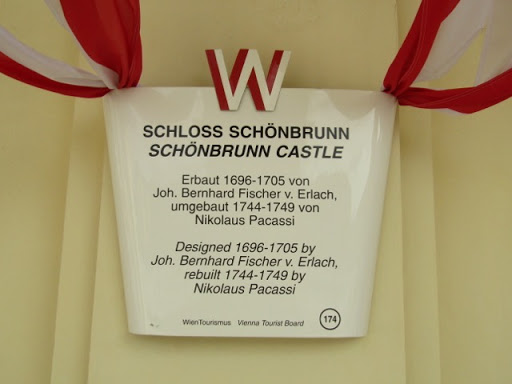 W
SCHLOSS SCHÖNBRUNN
SCHÖNBRUNN CASTLE
Erbaut 1696-1705 von
Joh. Bernhard Fischer v. Erlach,
umgebaut 1744-1749 von
Nikolaus Pacassi
Designed 1696-1705 by
Joh. Bernhard Fischer v. Erlach,
rebuilt 1744-1749 by
Nikolaus Pacassi
WienTourismus Vienna Tourist Board 174